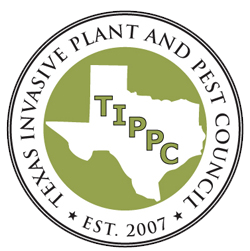 TEXAS INVASIVE PLANT AND PEST COUNCIL
TIPPC
★ EST. 2007 ★